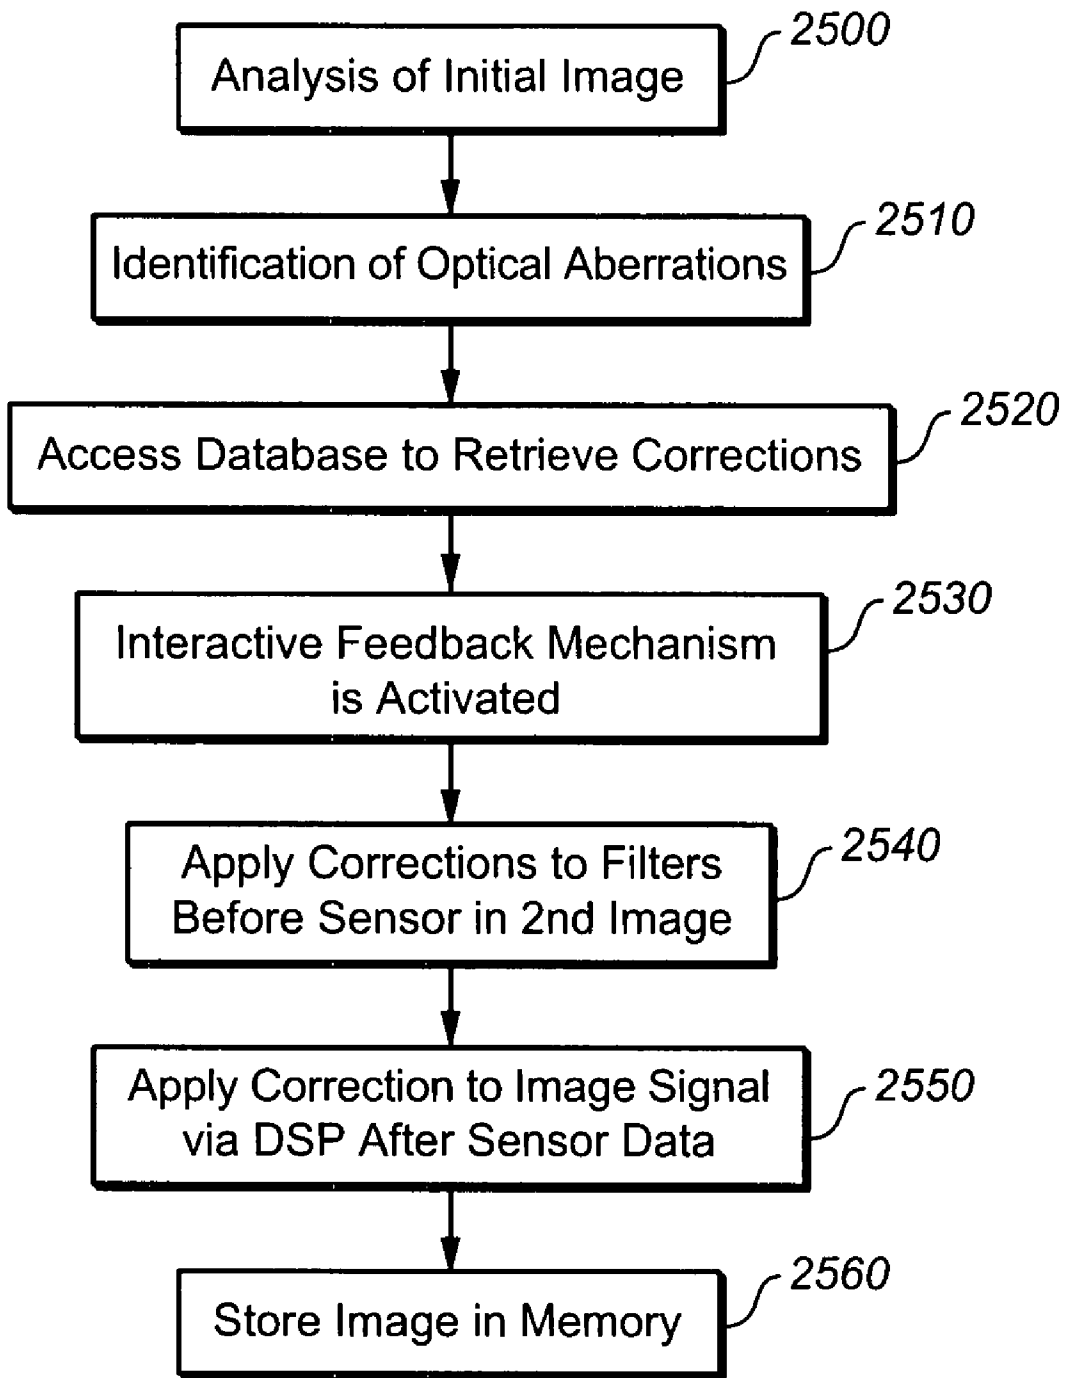 2500
Analysis of Initial Image
2510
Identification of Optical Aberrations
2520
Access Database to Retrieve Corrections
2530
Interactive Feedback Mechanism
is Activated
2540
Apply Corrections to Filters
Before Sensor in 2nd Image
2550
Apply Correction to Image Signal
via DSP After Sensor Data
2560
Store Image in Memory